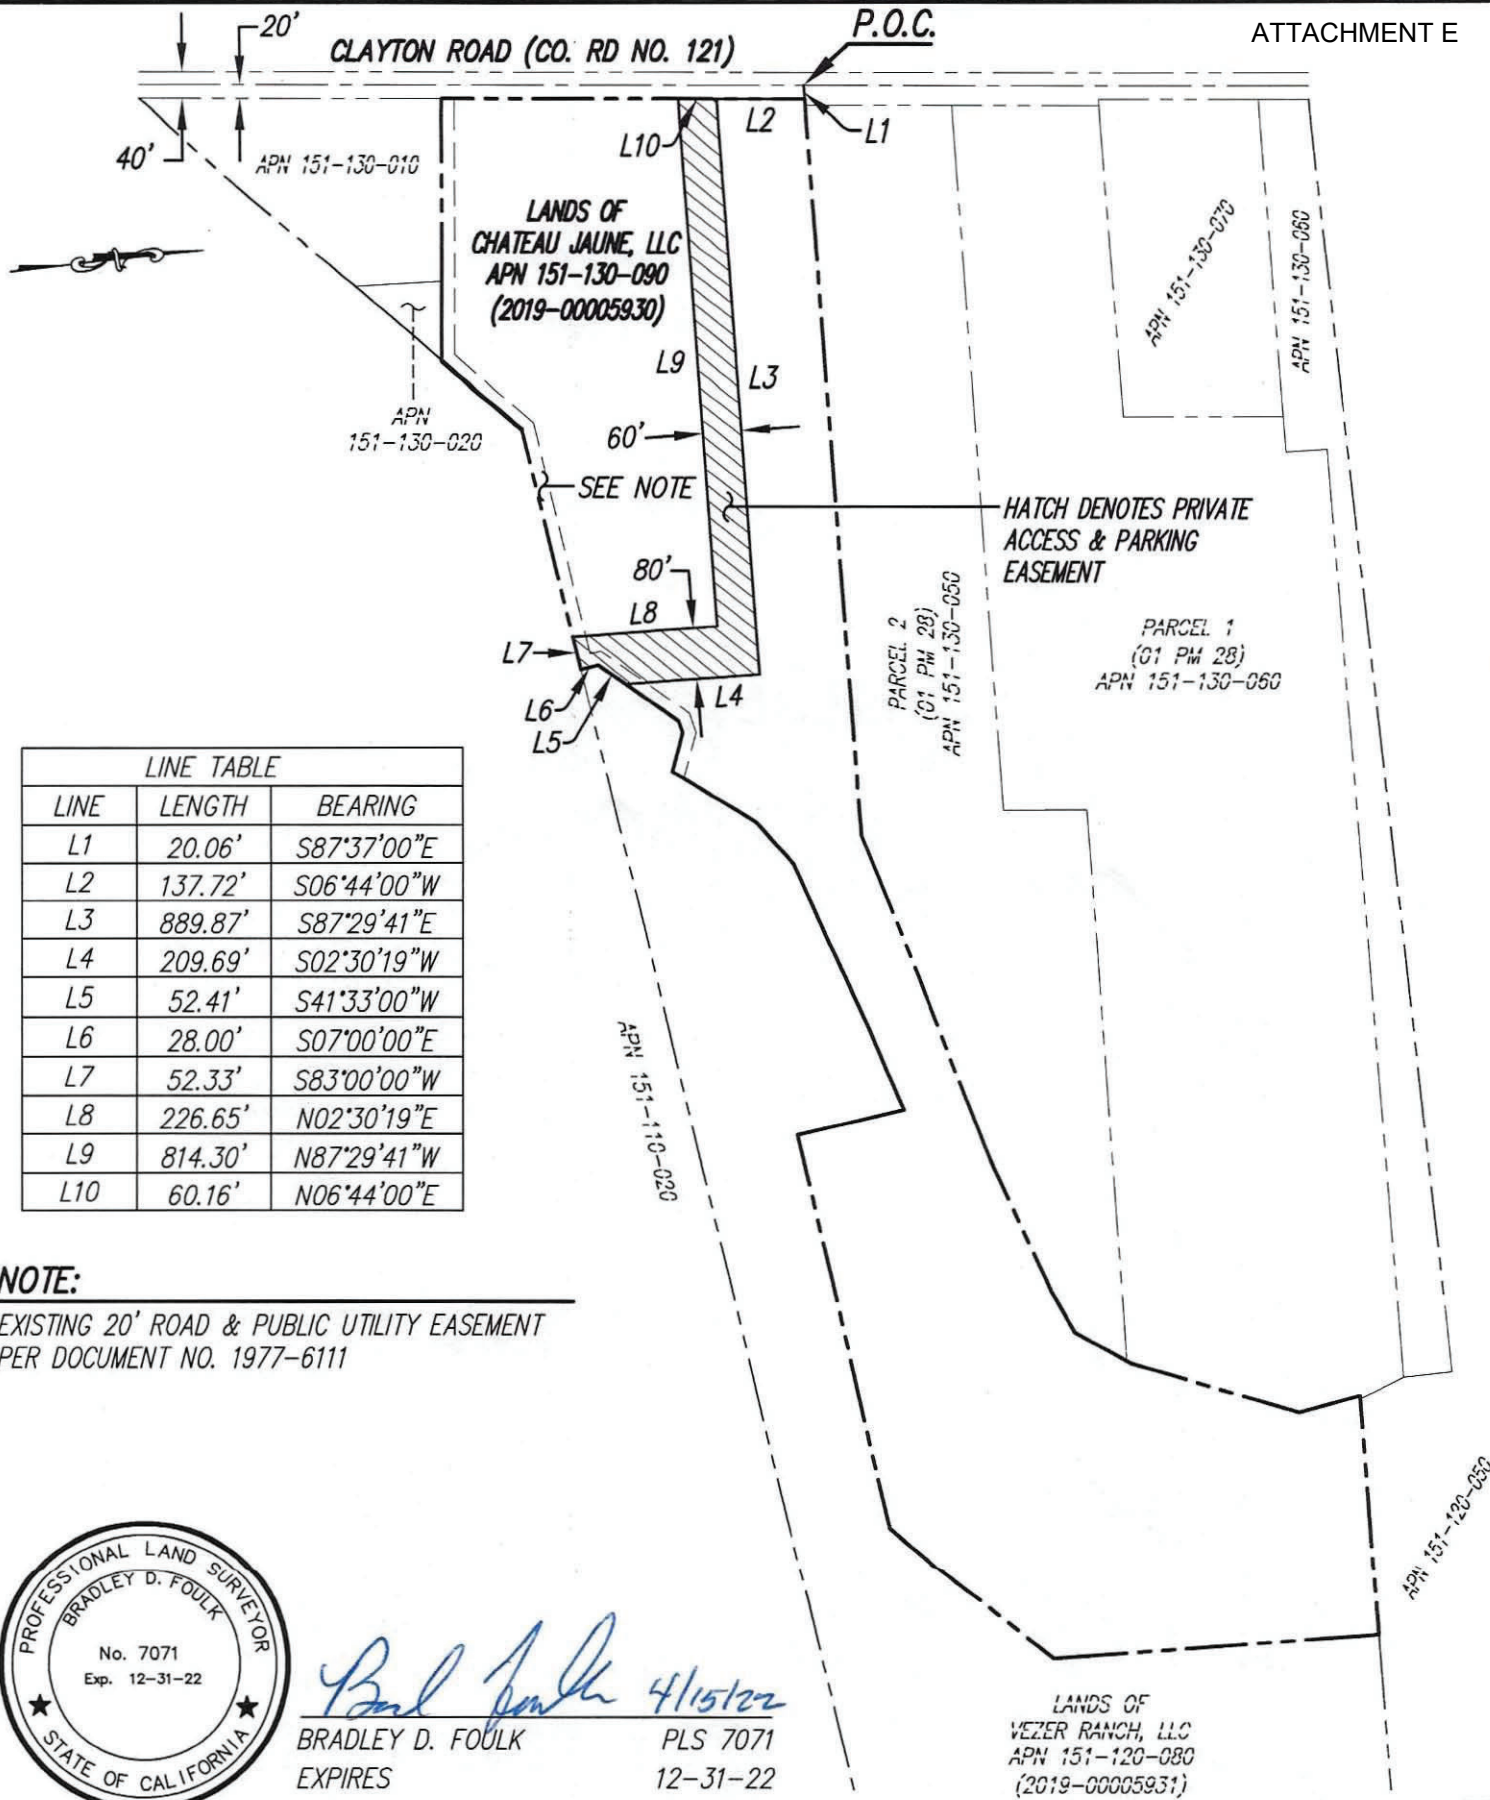 ATTACHMENT E
P.O.C.
20'
CLAYTON ROAD (CO. RD NO. 121)
40'
APN 151-130-010
L10
L2
L1
LANDS OF
CHATEAU JAUNE, LLC
APN 151-130-090
(2019-00005930)
APN 151-130-070
APN 151-130-060
L9
L3
APN
151-130-020
60'
SEE NOTE
HATCH DENOTES PRIVATE
ACCESS & PARKING
EASEMENT
80'
L8
L7
L6
L5
L4
PARCEL 2
(01 PM 28)
APN 151-130-050
PARCEL 1
(01 PM 28)
APN 151-130-060
LINE TABLE
LINE LENGTH BEARING
L1 20.06' S87°37'00"E
L2 137.72' S06°44'00"W
L3 889.87' S87°29'41"E
L4 209.69' S02°30'19"W
L5 52.41' S41°33'00"W
L6 28.00' S07°00'00"E
L7 52.33' S83°00'00"W
L8 226.65' N02°30'19"E
L9 814.30' N87°29'41"W
L10 60.16' N06°44'00"E
APN 151-110-020
NOTE:
EXISTING 20' ROAD & PUBLIC UTILITY EASEMENT
PER DOCUMENT NO. 1977-6111
APN 151-120-050
PROFESSIONAL LAND SURVEYOR
BRADLEY D. FOULK
No. 7071
Exp. 12-31-22
STATE OF CALIFORNIA
Brad Foulk 4/15/22
BRADLEY D. FOULK PLS 7071
EXPIRES 12-31-22
LANDS OF
VEZER RANCH, LLC
APN 151-120-080
(2019-00005931)